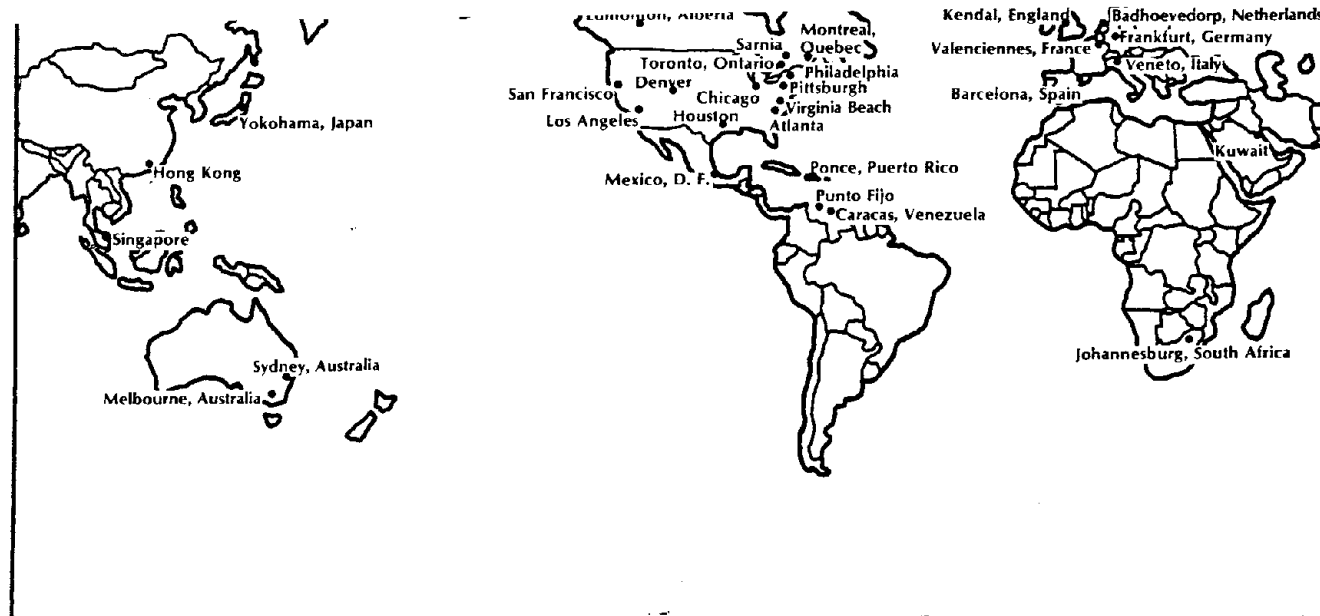 Edmonton, Alberta
Kendal, England
Badhoevedorp, Netherlands
Montreal,
Quebec
Frankfurt, Germany
Sarnia
Valenciennes, France
Toronto, Ontario
Veneto, Italy
Philadelphia
Denver
Pittsburgh
San Francisco
Chicago
Barcelona, Spain
Virginia Beach
Houston
Los Angeles
Atlanta
Yokohama, Japan
Kuwait
Hong Kong
Ponce, Puerto Rico
Mexico, D. F.
Punto Fijo
Caracas, Venezuela
Singapore
Johannesburg, South Africa
Sydney, Australia
Melbourne, Australia